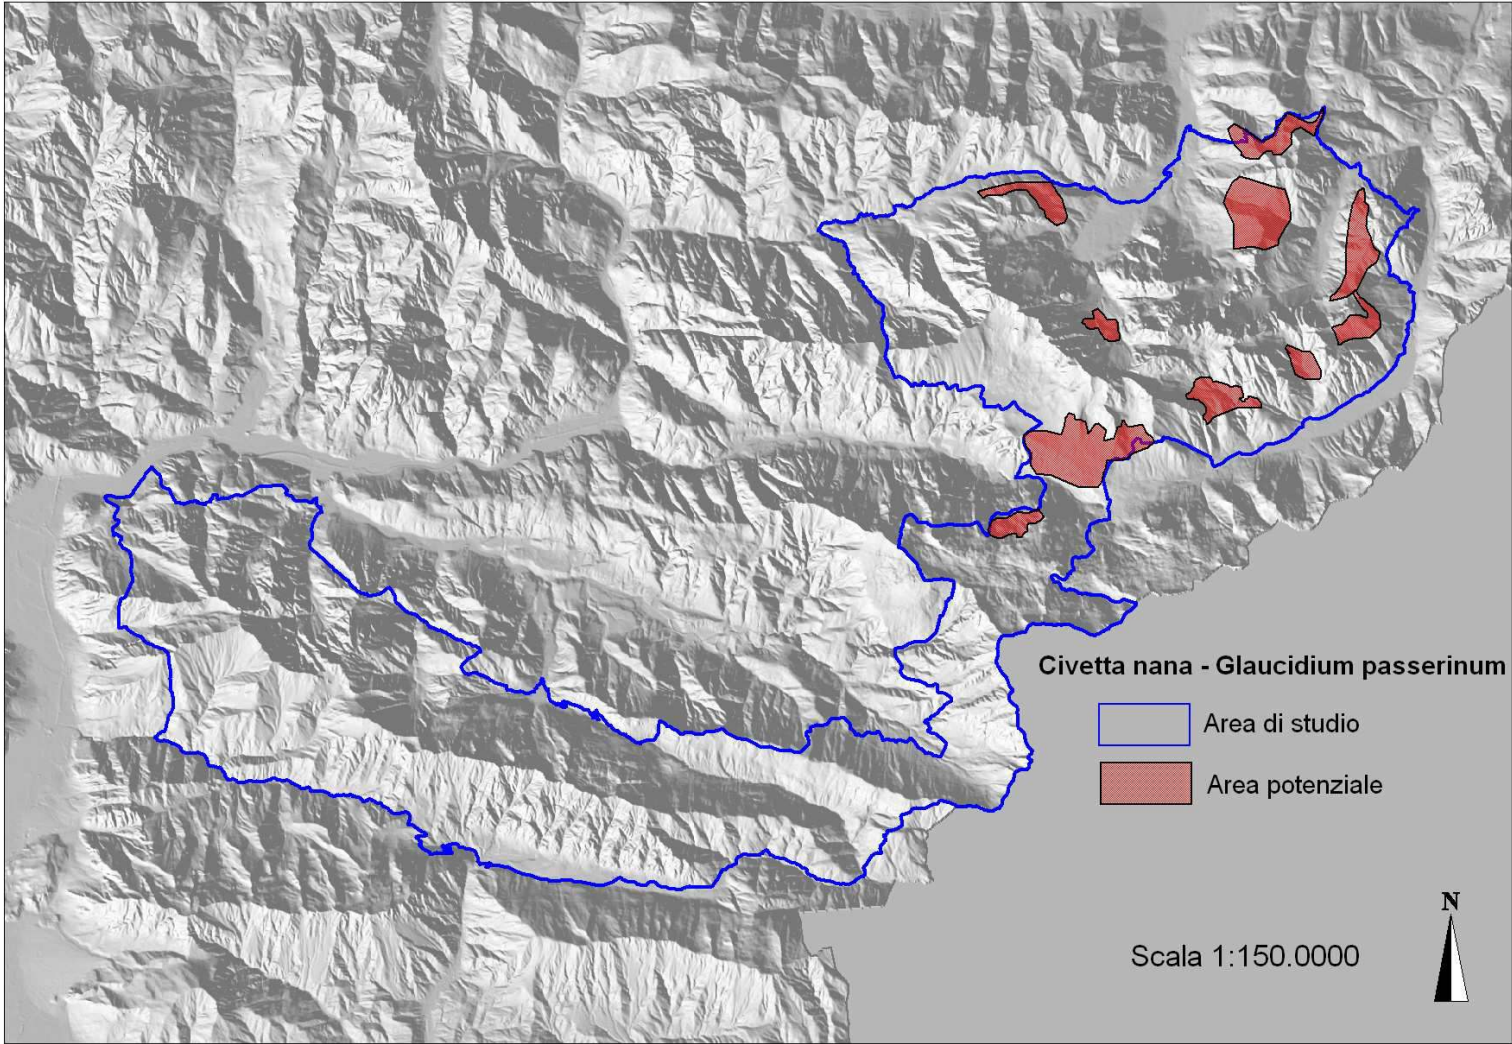 Civetta nana - Glaucidium passerinum
Area di studio
Area potenziale
N
Scala 1:150.0000